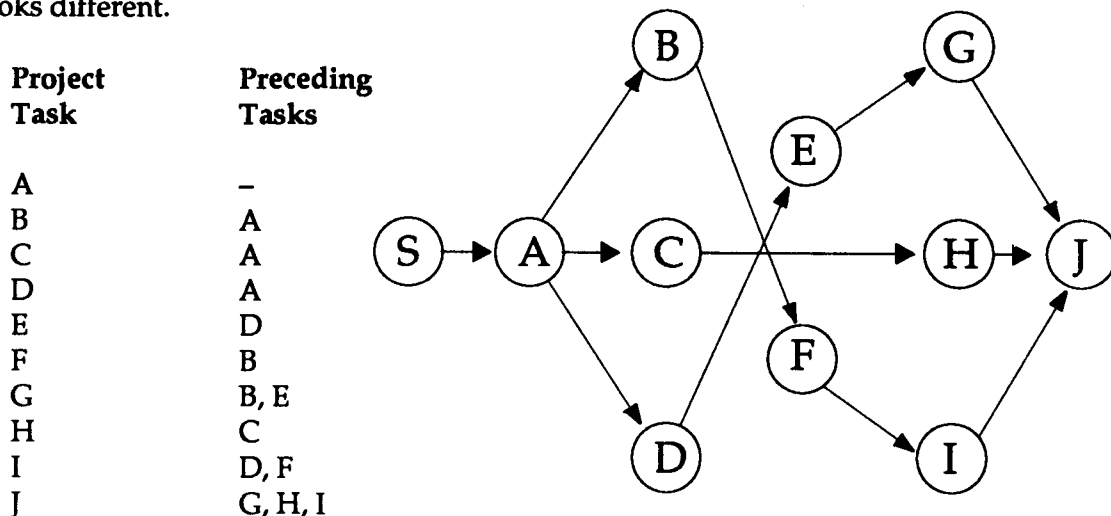 oks different.
Project Preceding
Task Tasks
A –
B A
C A
D A
E D
F B
G B, E
H C
I D, F
J G, H, I
B G
E
S A C H J
F
D I